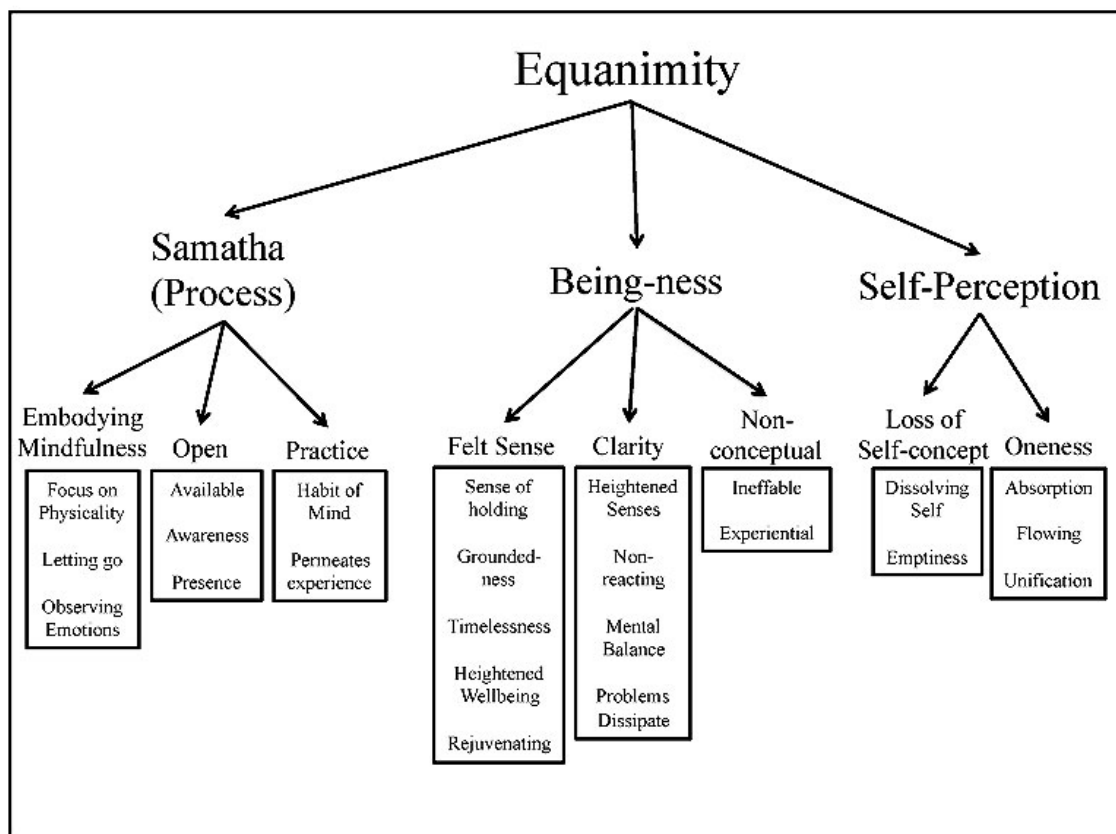 Equanimity
Samatha
(Process)
Being-ness
Self-Perception
Embodying
Mindfulness
Open
Practice
Felt Sense
Clarity
Non-
conceptual
Loss of
Self-concept
Oneness
Focus on
Physicality
Letting go
Observing
Emotions
Available
Awareness
Presence
Habit of
Mind
Permeates
experience
Sense of
holding
Grounded-
ness
Timelessness
Heightened
Wellbeing
Rejuvenating
Heightened
Senses
Non-
reacting
Mental
Balance
Problems
Dissipate
Ineffable
Experiential
Dissolving
Self
Emptiness
Absorption
Flowing
Unification